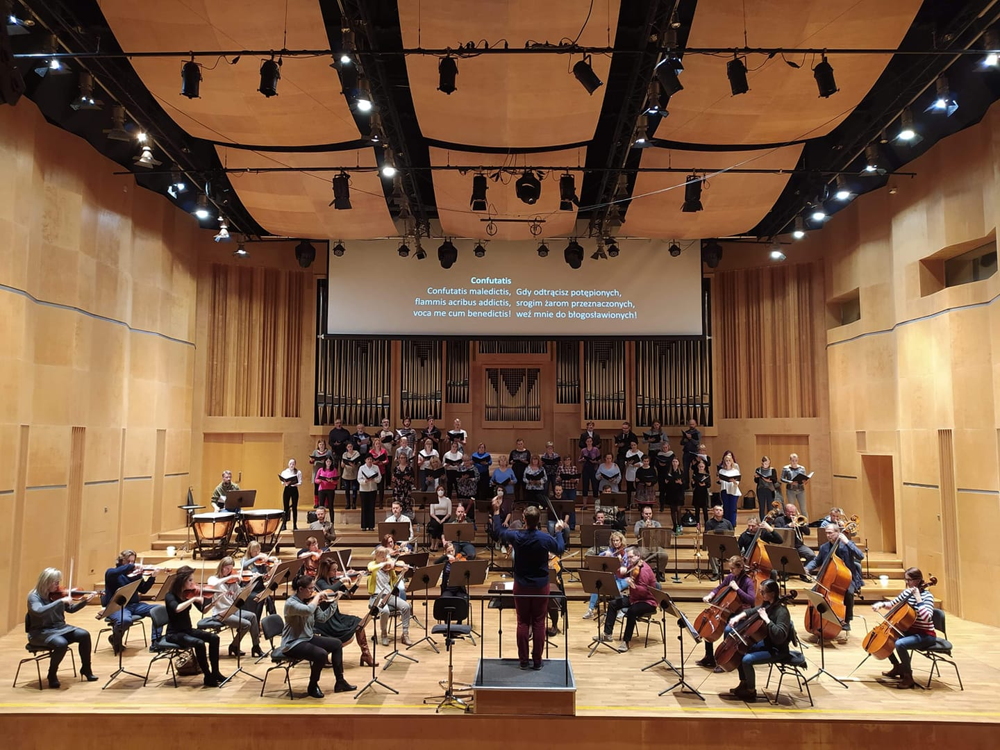 Confutatis
Confutatis maledictis, Gdy odtrącisz potępionych,
flammis acribus addictis, srogim żarom przeznaczonych,
voca me cum benedictis! weź mnie do błogosławionych!